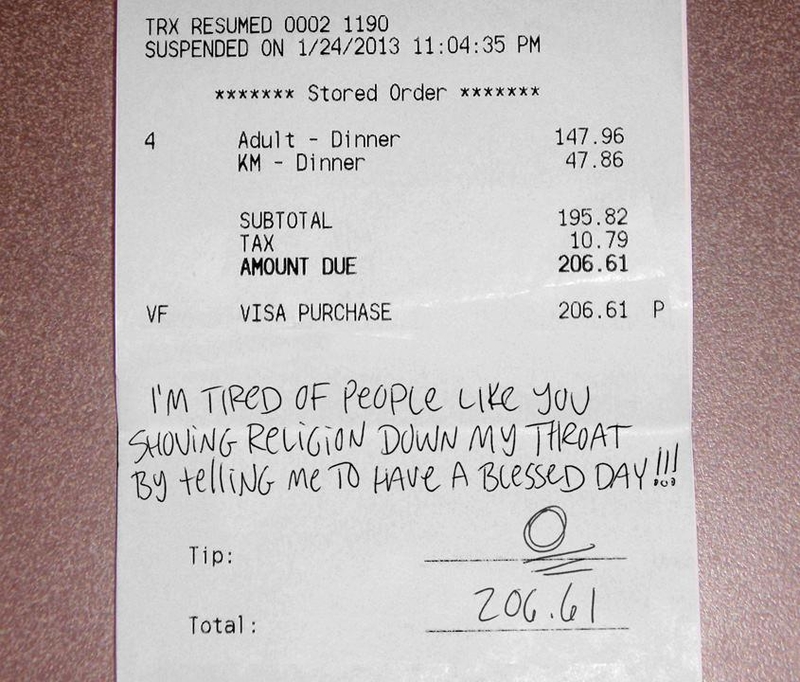 TRX RESUMED 0002 1190
SUSPENDED ON 1/24/2013 11:04:35 PM
******* Stored Order *******
4 Adult - Dinner 147.96
KM - Dinner 47.86
SUBTOTAL 195.82
TAX 10.79
AMOUNT DUE 206.61
VF VISA PURCHASE 206.61 P
I'M TIRED OF PEOPLE LIKE YOU
SHOVING RELIGION DOWN MY THROAT
BY TELLING ME TO HAVE A BLESSED DAY!!!
Tip: 0
Total: 206.61